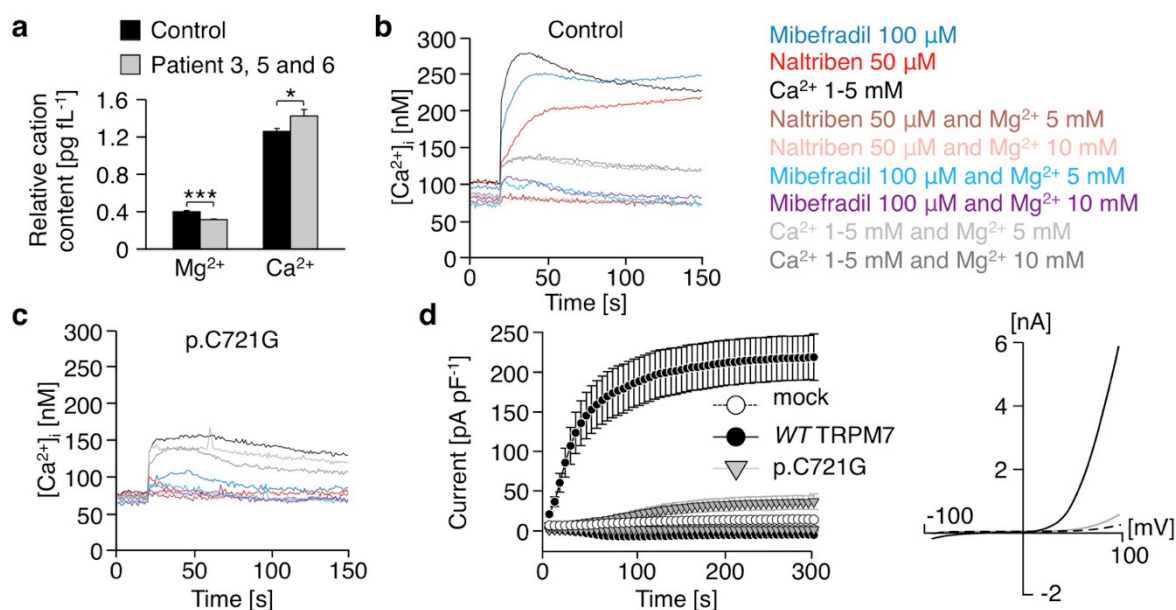 a
Control
Patient 3, 5 and 6
Relative cation
content [pg fL⁻¹]
1.6
1.2
0.8
0.4
0
***
*
Mg²⁺
Ca²⁺
b
Control
[Ca²⁺]ᵢ [nM]
300
250
200
150
100
50
0
0
50
100
150
Time [s]
Mibefradil 100 µM
Naltriben 50 µM
Ca²⁺ 1-5 mM
Naltriben 50 µM and Mg²⁺ 5 mM
Naltriben 50 µM and Mg²⁺ 10 mM
Mibefradil 100 µM and Mg²⁺ 5 mM
Mibefradil 100 µM and Mg²⁺ 10 mM
Ca²⁺ 1-5 mM and Mg²⁺ 5 mM
Ca²⁺ 1-5 mM and Mg²⁺ 10 mM
c
p.C721G
[Ca²⁺]ᵢ [nM]
300
250
200
150
100
50
0
0
50
100
150
Time [s]
d
Current [pA pF⁻¹]
250
200
150
100
50
0
0
100
200
300
Time [s]
mock
WT TRPM7
p.C721G
[nA]
6
4
2
-2
-100
[mV]
100